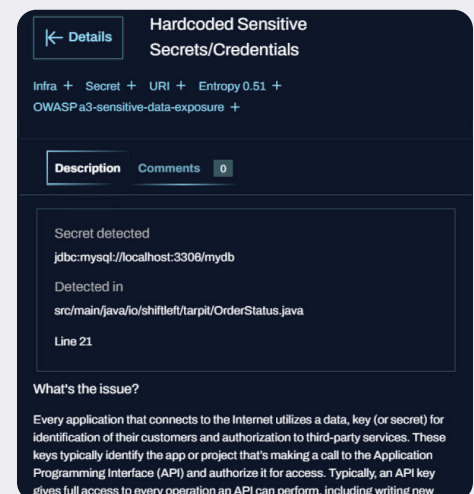 Details
Hardcoded Sensitive
Secrets/Credentials
Infra + Secret + URI + Entropy 0.51 +
OWASP a3-sensitive-data-exposure +
Description Comments 0
Secret detected
jdbc:mysql://localhost:3306/mydb
Detected in
src/main/java/io/shiftleft/tarpit/OrderStatus.java
Line 21
What's the issue?
Every application that connects to the Internet utilizes a data, key (or secret) for
identification of their customers and authorization to third-party services. These
keys typically identify the app or project that's making a call to the Application
Programming Interface (API) and authorize it for access. Typically, an API key
gives full access to every operation an API can perform, including writing new